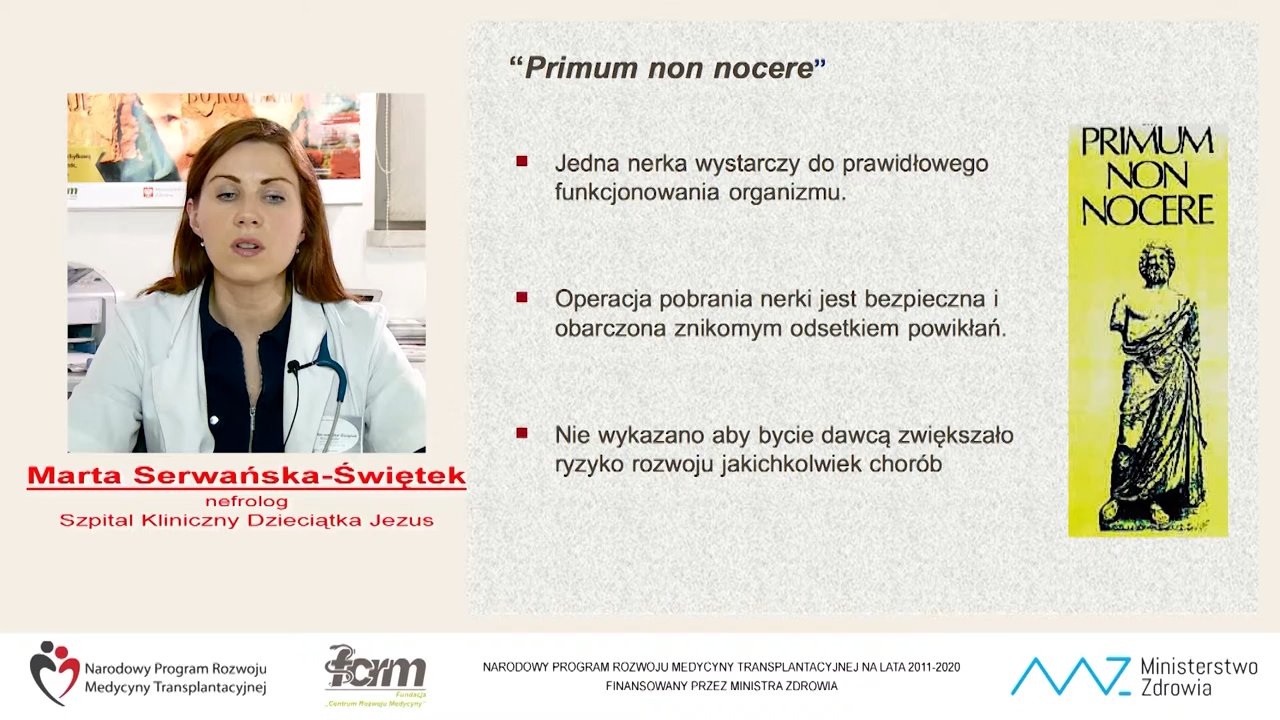 “Primum non nocere”
Jedna nerka wystarczy do prawidłowego
funkcjonowania organizmu.
Operacja pobrania nerki jest bezpieczna i
obarczona znikomym odsetkiem powikłań.
Nie wykazano aby bycie dawcą zwiększało
ryzyko rozwoju jakichkolwiek chorób
PRIMUM
NON
NOCERE
Marta Serwańska-Świętek
nefrolog
Szpital Kliniczny Dzieciątka Jezus
Narodowy Program Rozwoju
Medycyny Transplantacyjnej
fcrm
Fundacja
„Centrum Rozwoju Medycyny”
NARODOWY PROGRAM ROZWOJU MEDYCYNY TRANSPLANTACYJNEJ NA LATA 2011-2020
FINANSOWANY PRZEZ MINISTRA ZDROWIA
Ministerstwo
Zdrowia